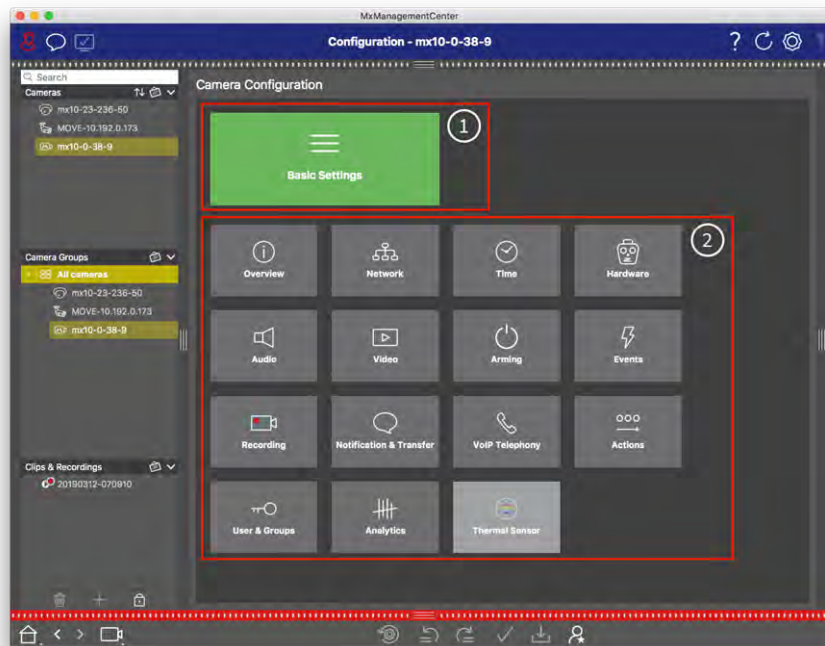 MxManagementCenter
Configuration - mx10-0-38-9
?
Search
Cameras
mx10-23-236-50
MOVE-10.192.0.173
mx10-0-38-9
Camera Groups
All cameras
mx10-23-236-50
MOVE-10.192.0.173
mx10-0-38-9
Clips & Recordings
20190312-070910
Camera Configuration
1
Basic Settings
2
Overview
Network
Time
Hardware
Audio
Video
Arming
Events
Recording
Notification & Transfer
VoIP Telephony
Actions
User & Groups
Analytics
Thermal Sensor